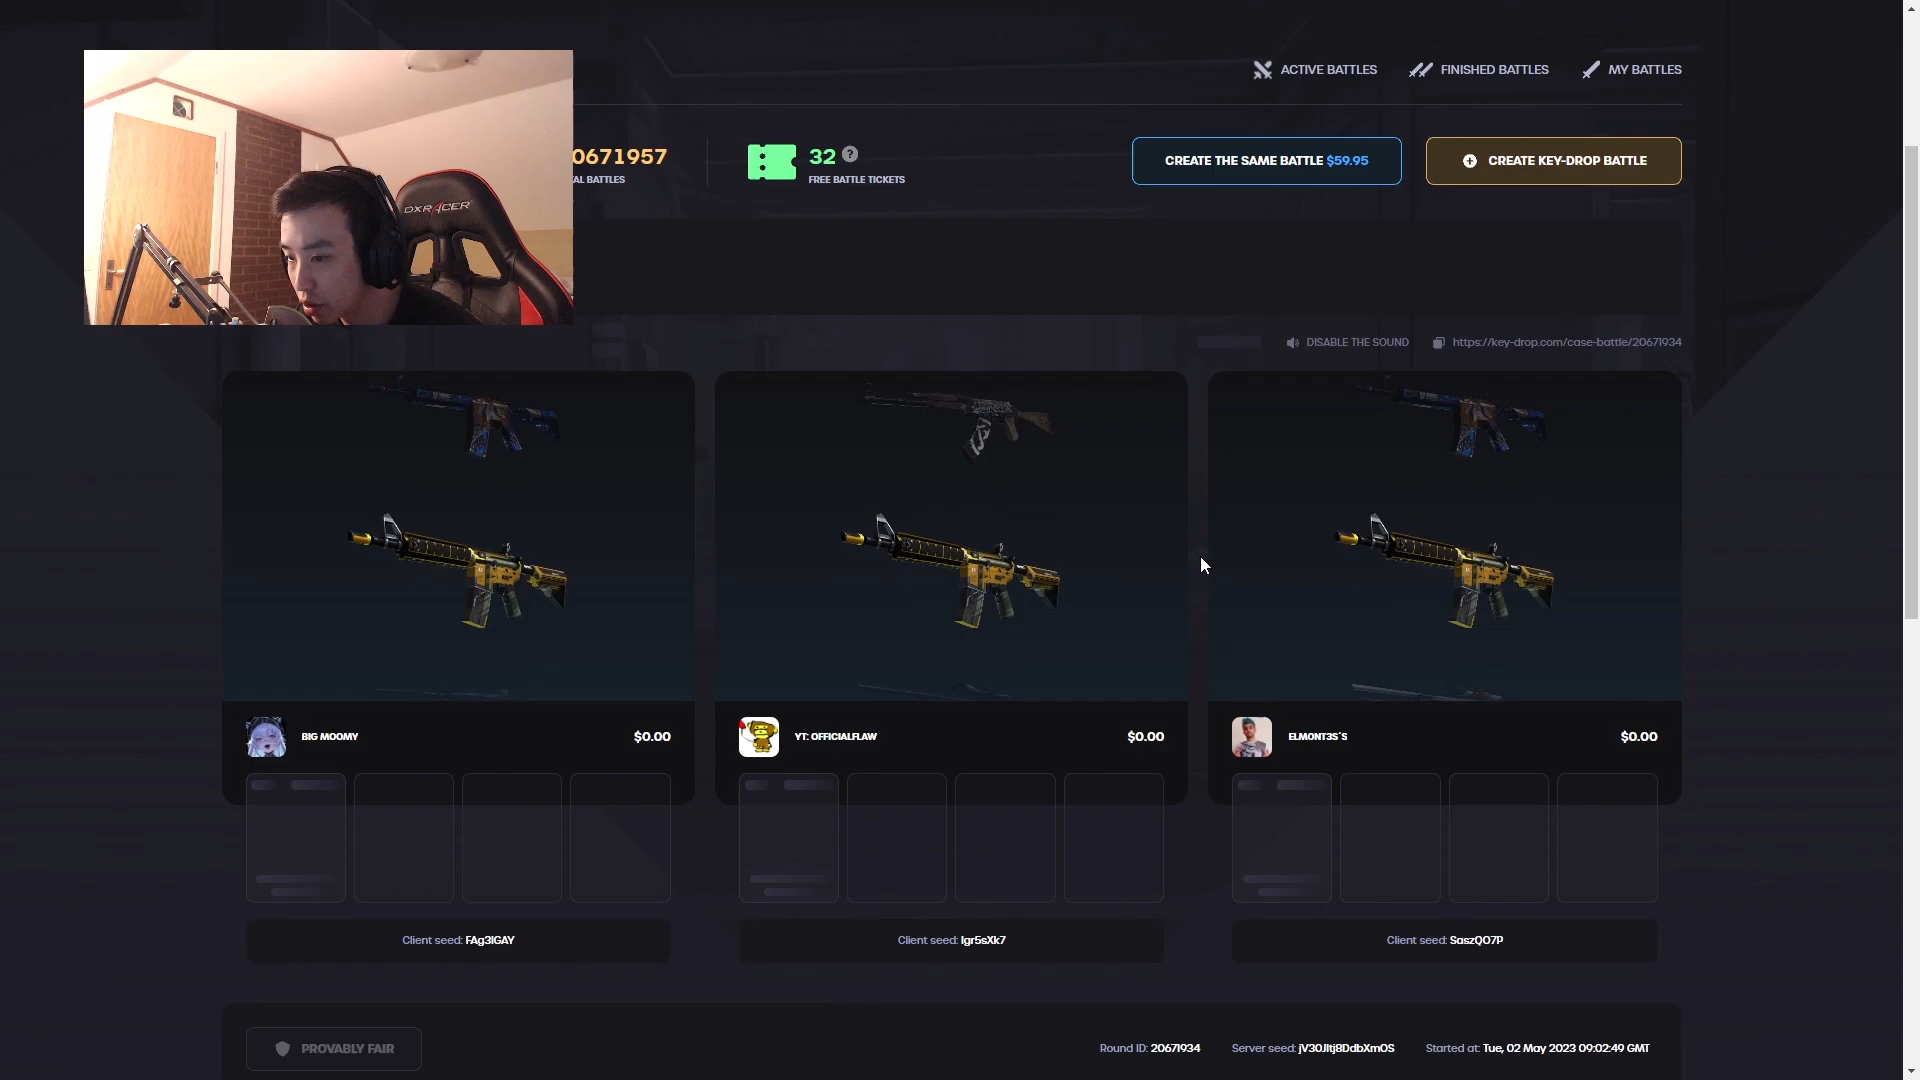 ACTIVE BATTLES
FINISHED BATTLES
MY BATTLES
0671957
AL BATTLES
32 ?
FREE BATTLE TICKETS
CREATE THE SAME BATTLE $59.95
CREATE KEY-DROP BATTLE
DXRACER
DISABLE THE SOUND
https://key-drop.com/case-battle/20671934
BIG MOOMY
$0.00
YT: OFFICIALFLAW
$0.00
ELMONT3S'S
$0.00
Client seed: FAg3lGAY
Client seed: Igr5sXk7
Client seed: SaszQO7P
PROVABLY FAIR
Round ID: 20671934
Server seed: jV30JItj8DdbXmOS
Started at: Tue, 02 May 2023 09:02:49 GMT